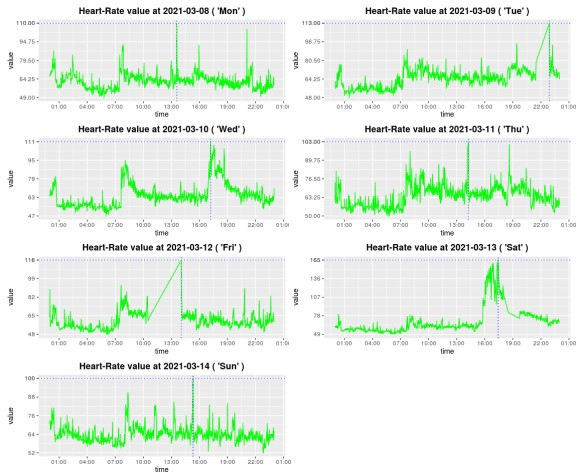 Heart-Rate value at 2021-03-08 ( 'Mon' )
110.00
94.75
79.50
64.25
49.00
value
01:00 04:00 07:00 10:00 13:00 16:00 19:00 22:00 01:00
time
Heart-Rate value at 2021-03-09 ( 'Tue' )
113.00
96.25
79.50
62.75
46.00
value
01:00 04:00 07:00 10:00 13:00 16:00 19:00 22:00 01:00
time
Heart-Rate value at 2021-03-10 ( 'Wed' )
111
95
79
63
47
value
01:00 04:00 07:00 10:00 13:00 16:00 19:00 22:00 01:00
time
Heart-Rate value at 2021-03-11 ( 'Thu' )
103.00
89.75
76.50
63.25
50.00
value
01:00 04:00 07:00 10:00 13:00 16:00 19:00 22:00 01:00
time
Heart-Rate value at 2021-03-12 ( 'Fri' )
116
99
82
65
48
value
01:00 04:00 07:00 10:00 13:00 16:00 19:00 22:00 01:00
time
Heart-Rate value at 2021-03-13 ( 'Sat' )
165
136
107
78
49
value
01:00 04:00 07:00 10:00 13:00 16:00 19:00 22:00 01:00
time
Heart-Rate value at 2021-03-14 ( 'Sun' )
100
88
76
64
52
value
01:00 04:00 07:00 10:00 13:00 16:00 19:00 22:00 01:00
time